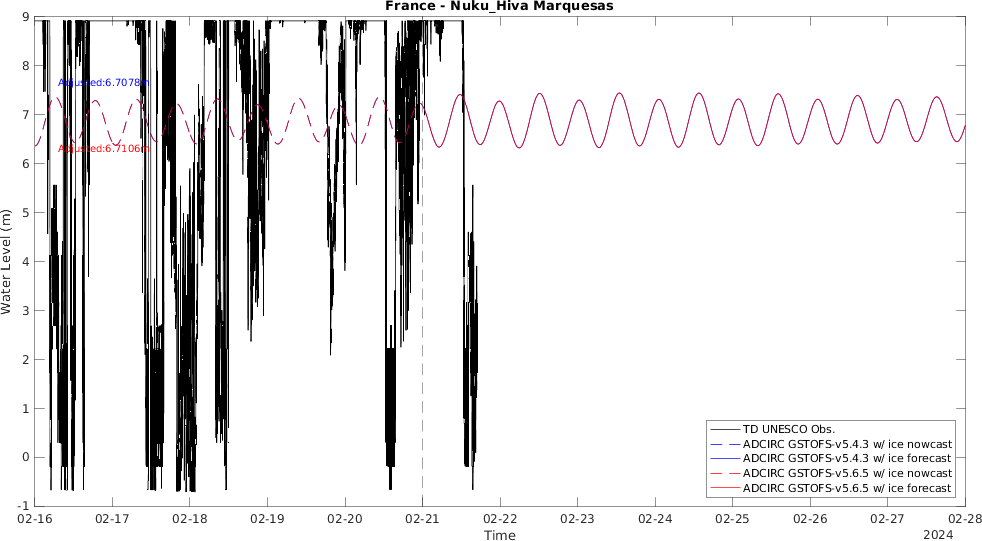 France - Nuku_Hiva Marquesas
9
8
7
6
5
4
3
2
1
0
-1
Water Level (m)
Adjusted:6.7078m
Adjusted:6.7106m
TD UNESCO Obs.
ADCIRC GSTOFS-v5.4.3 w/ ice nowcast
ADCIRC GSTOFS-v5.4.3 w/ ice forecast
ADCIRC GSTOFS-v5.6.5 w/ ice nowcast
ADCIRC GSTOFS-v5.6.5 w/ ice forecast
02-16 02-17 02-18 02-19 02-20 02-21 02-22 02-23 02-24 02-25 02-26 02-27 02-28
Time
2024